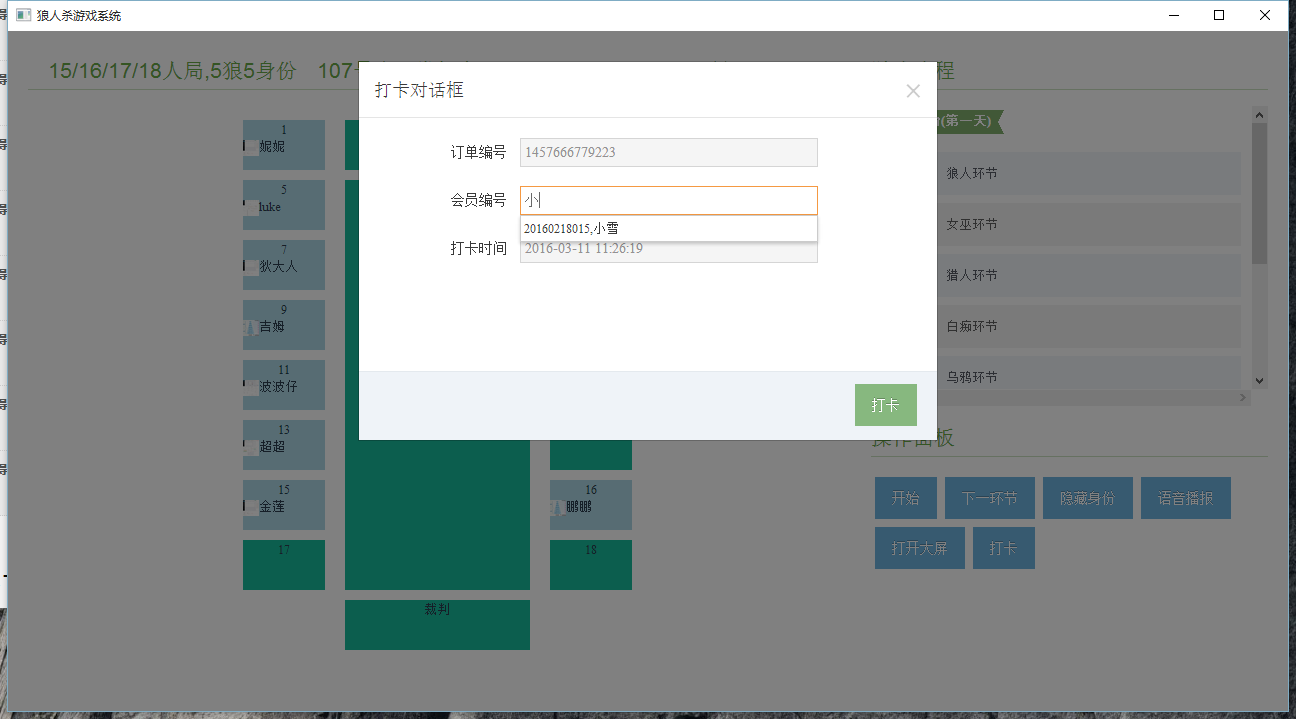 狼人杀游戏系统
15/16/17/18人局,5狼5身份 107
程
打卡对话框
订单编号 1457666779223
会员编号 小
20160218015,小雪
打卡时间 2016-03-11 11:26:19
打卡
1
妮妮
5
luke
7
狄大人
9
吉姆
11
波波仔
13
超超
15
金莲
17
16
鹏鹏
18
裁判
(第一天)
狼人环节
女巫环节
猎人环节
白痴环节
乌鸦环节
操作面板
开始 下一环节 隐藏身份 语音播报
打开大屏 打卡